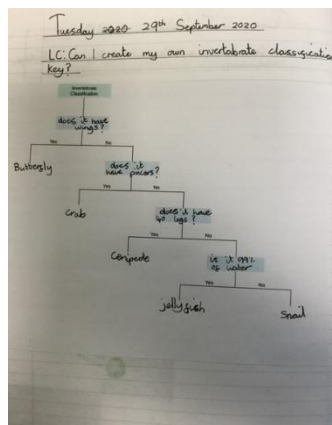 Tuesday 2020 29th September 2020
LC: Can I create my own invertabrate classification
key?
Invertebrate
Classification
does it have
wings?
Yes
No
Butterfly
does it
have pincers?
Yes
No
crab
does it have
40 legs?
Yes
No
Centipede
is it 99%
of water
Yes
No
jellyfish
Snail